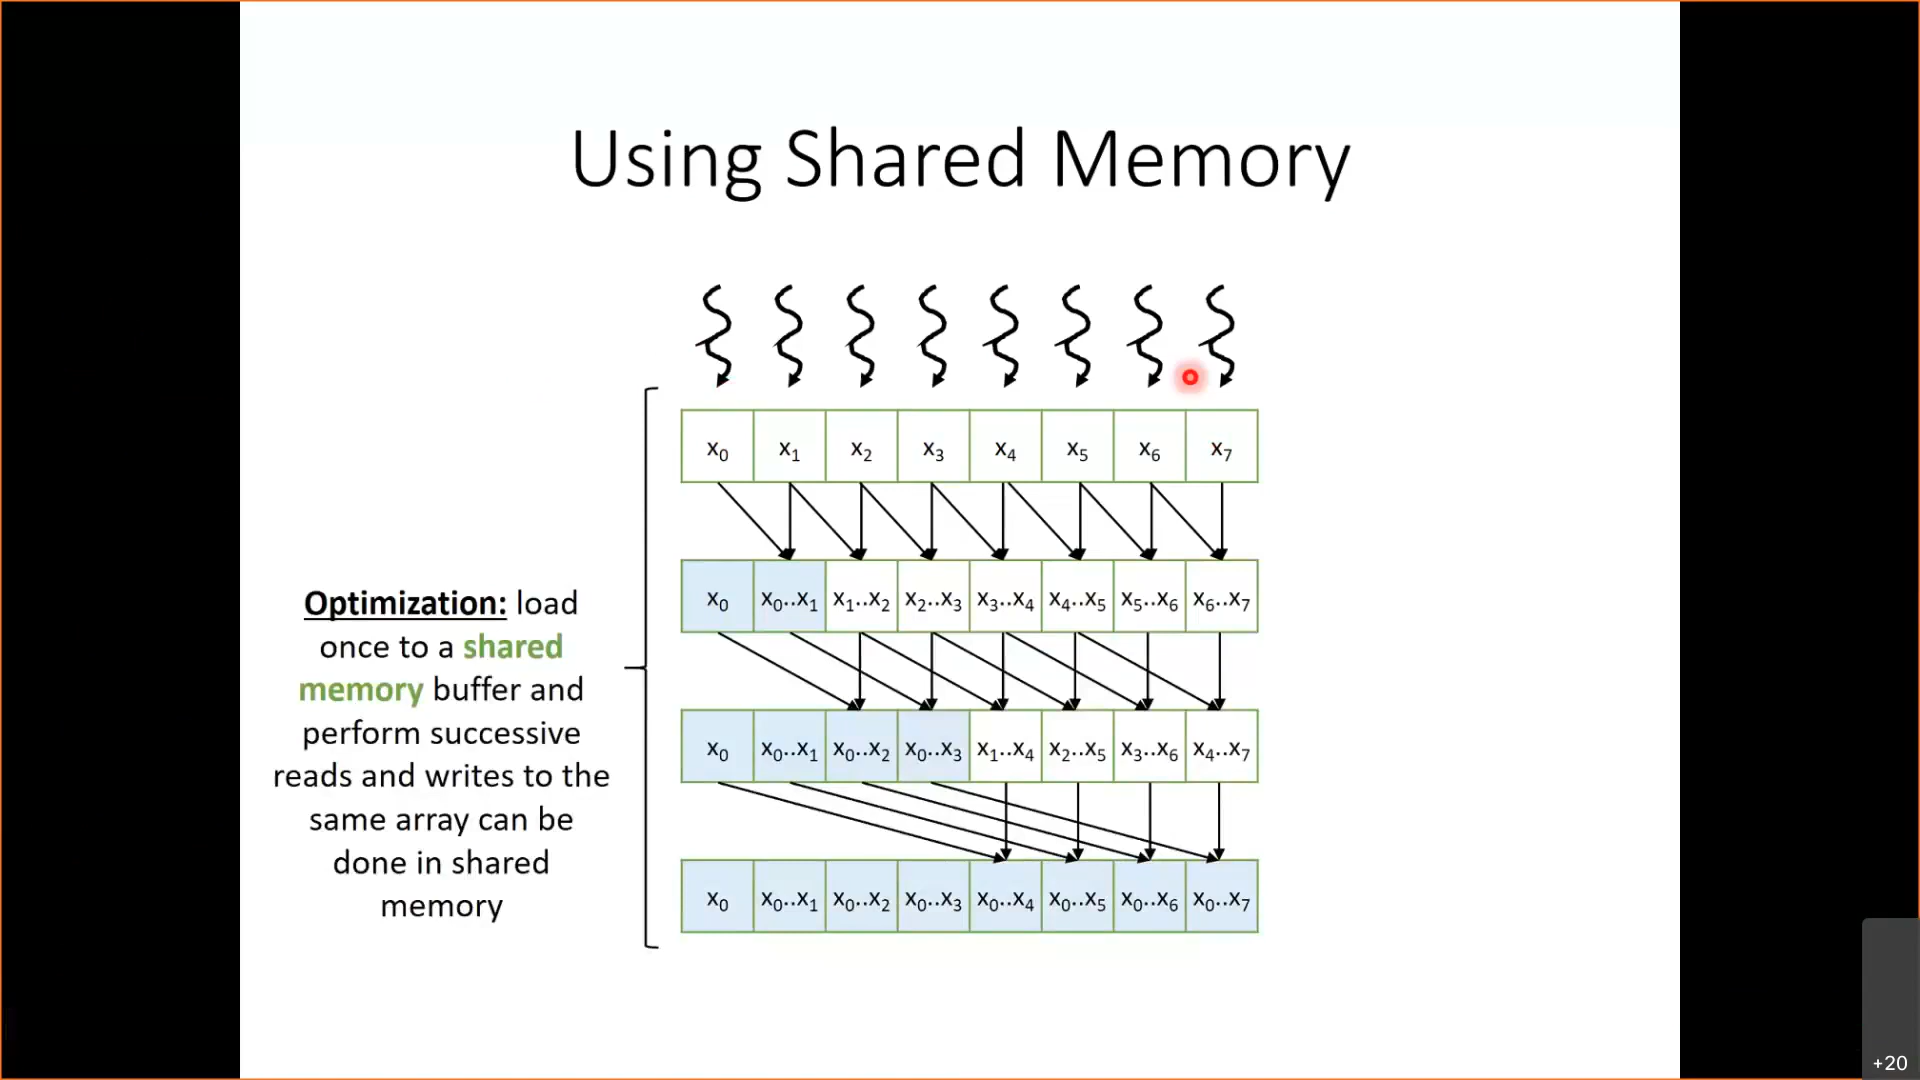 Using Shared Memory
x₀ x₁ x₂ x₃ x₄ x₅ x₆ x₇
x₀ x₀..x₁ x₁..x₂ x₂..x₃ x₃..x₄ x₄..x₅ x₅..x₆ x₆..x₇
x₀ x₀..x₁ x₀..x₂ x₀..x₃ x₁..x₄ x₂..x₅ x₃..x₆ x₄..x₇
x₀ x₀..x₁ x₀..x₂ x₀..x₃ x₀..x₄ x₀..x₅ x₀..x₆ x₀..x₇
Optimization: load
once to a shared
memory buffer and
perform successive
reads and writes to the
same array can be
done in shared
memory
+20